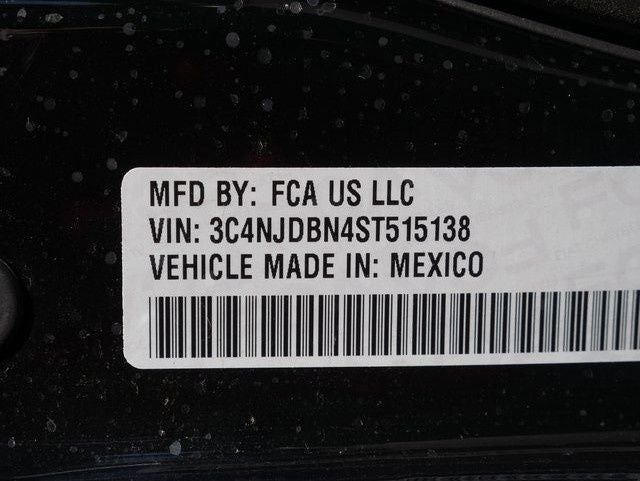 MFD BY: FCA US LLC
VIN: 3C4NJDBN4ST515138
VEHICLE MADE IN: MEXICO